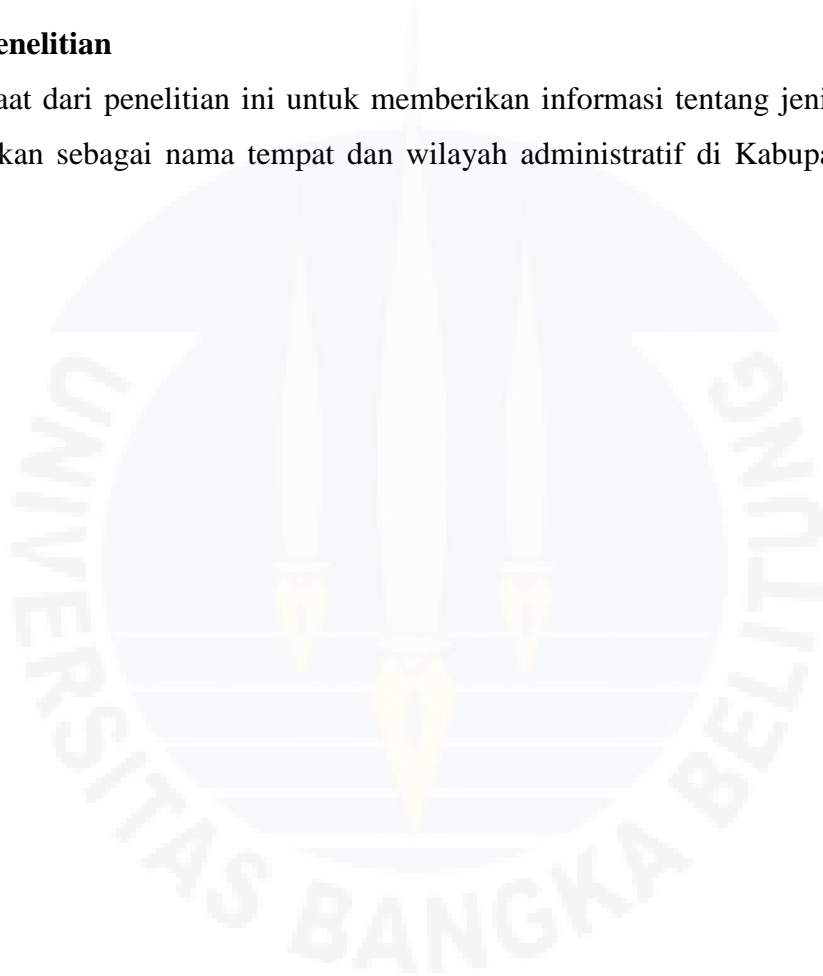 enelitian
aat dari penelitian ini untuk memberikan informasi tentang jeni
kan sebagai nama tempat dan wilayah administratif di Kabupa
UNIVERSITAS BANGKA BELITUNG